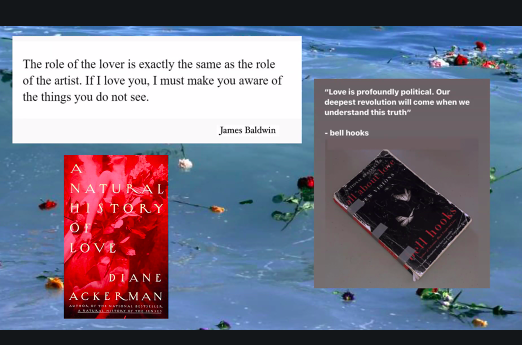 The role of the lover is exactly the same as the role
of the artist. If I love you, I must make you aware of
the things you do not see.
James Baldwin
“Love is profoundly political. Our
deepest revolution will come when we
understand this truth”
- bell hooks
A
NATURAL
HISTORY
OF
LOVE
DIANE
ACKERMAN
AUTHOR OF THE NATIONAL BESTSELLER
A NATURAL HISTORY OF THE SENSES
all about love
NEW VISIONS
bell hooks